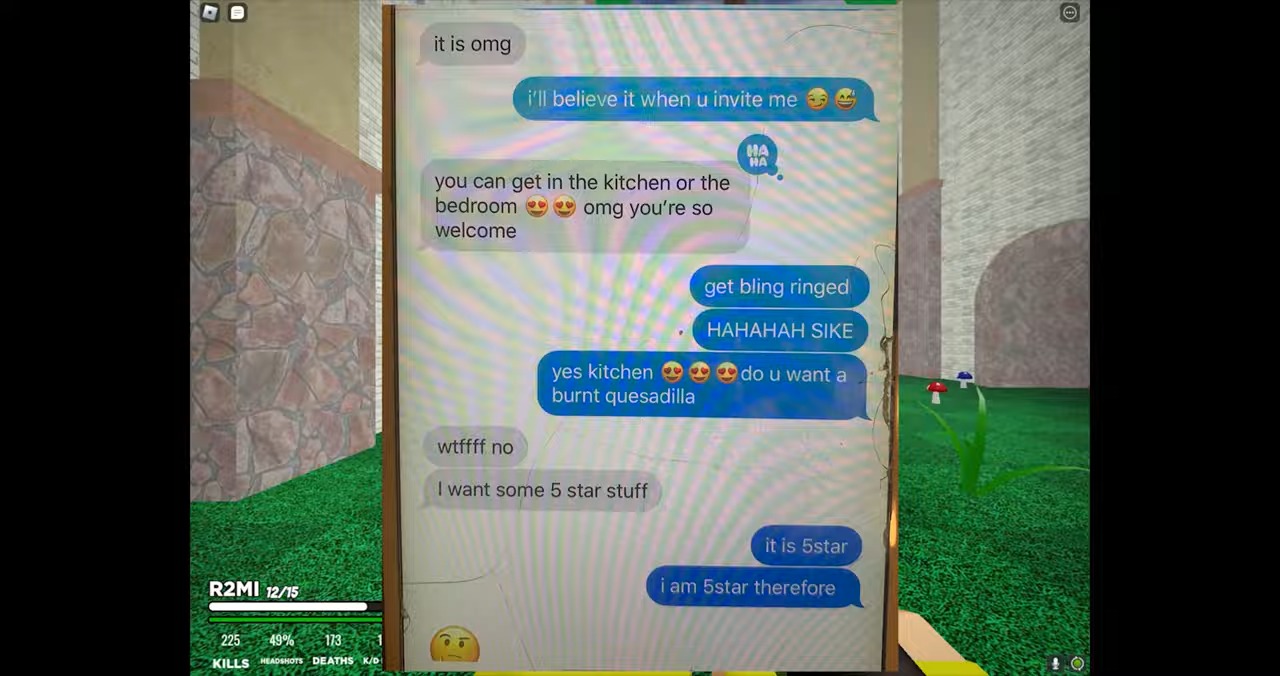 it is omg
i'll believe it when u invite me 😏 😅
HA
HA
you can get in the kitchen or the
bedroom 😍 😍 omg you're so
welcome
get bling ringed
HAHAHAH SIKE
yes kitchen 😍 😍 😍 do u want a
burnt quesadilla
wtffff no
I want some 5 star stuff
it is 5star
i am 5star therefore
🤔
R2MI 12/15
225 49% 173 1
KILLS HEADSHOTS DEATHS K/D